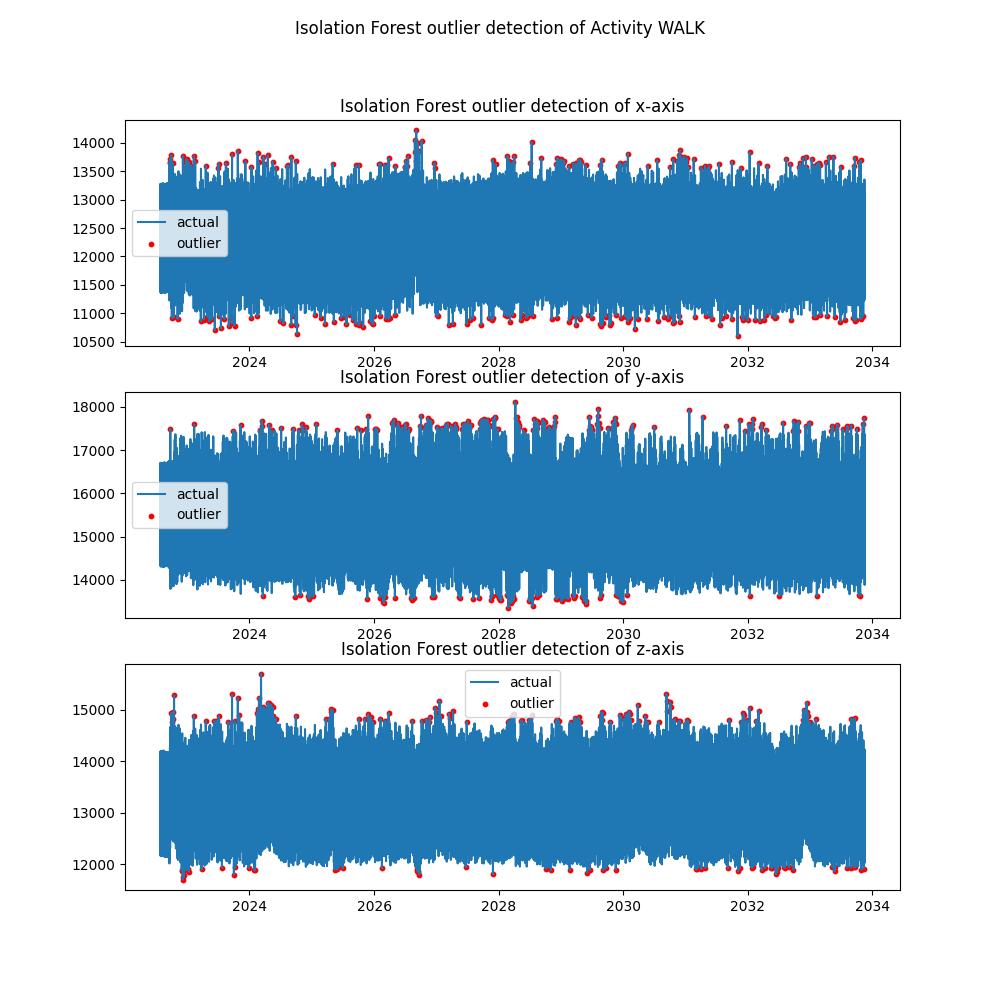 Isolation Forest outlier detection of Activity WALK
Isolation Forest outlier detection of x-axis
14000
13500
13000
12500
12000
11500
11000
10500
actual
outlier
2024 2026 2028 2030 2032 2034
Isolation Forest outlier detection of y-axis
18000
17000
16000
15000
14000
actual
outlier
2024 2026 2028 2030 2032 2034
Isolation Forest outlier detection of z-axis
15000
14000
13000
12000
actual
outlier
2024 2026 2028 2030 2032 2034